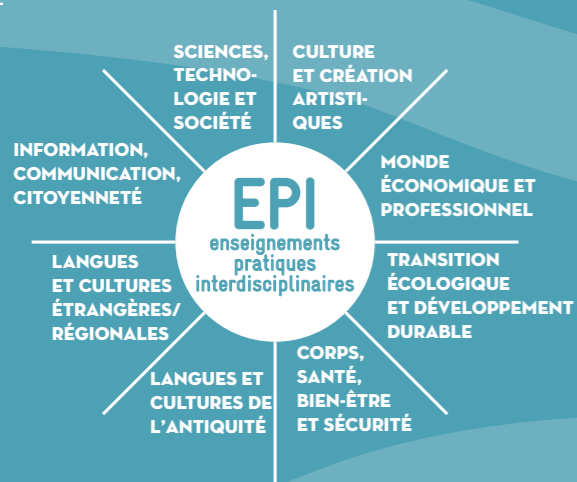 SCIENCES,
TECHNO-
LOGIE ET
SOCIÉTÉ
CULTURE
ET CRÉATION
ARTISTI-
QUES
INFORMATION,
COMMUNICATION,
CITOYENNETÉ
MONDE
ÉCONOMIQUE ET
PROFESSIONNEL
EPI
enseignements
pratiques
interdisciplinaires
LANGUES
ET CULTURES
ÉTRANGÈRES/
RÉGIONALES
TRANSITION
ÉCOLOGIQUE
ET DÉVELOPPEMENT
DURABLE
LANGUES ET
CULTURES DE
L'ANTIQUITÉ
CORPS,
SANTÉ,
BIEN-ÊTRE
ET SÉCURITÉ